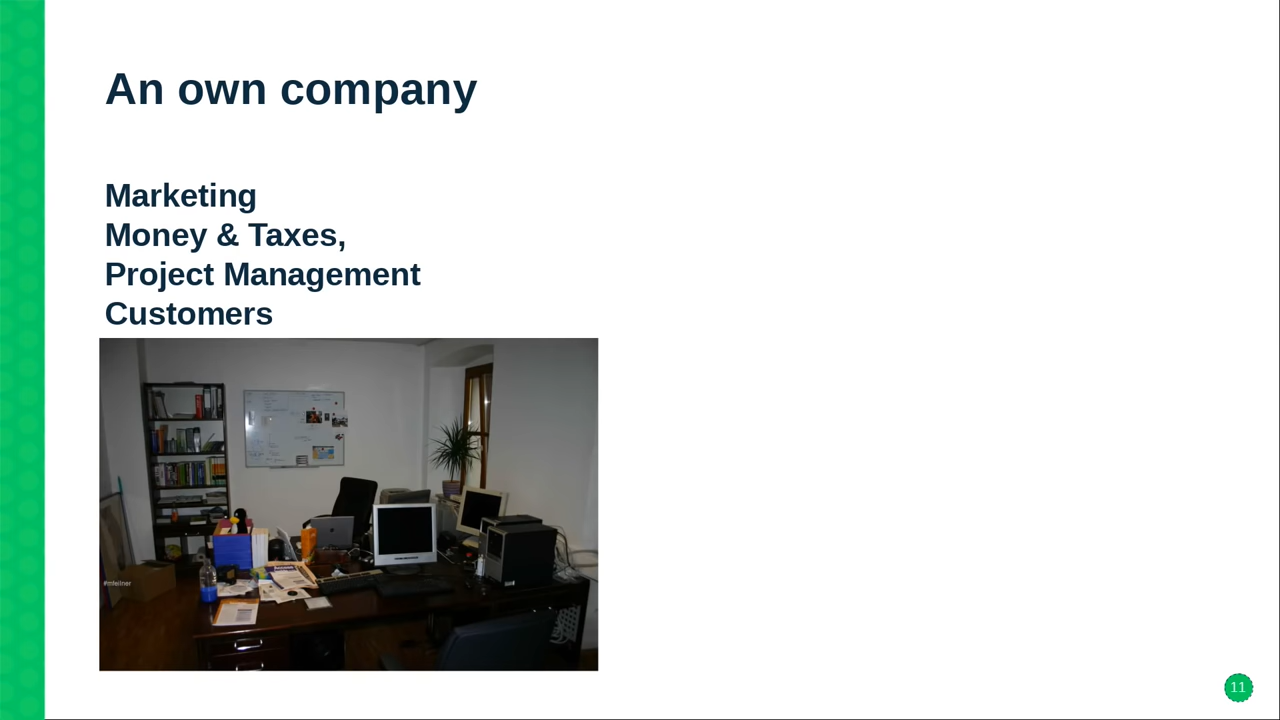 An own company
Marketing
Money & Taxes,
Project Management
Customers
#mfellner
11